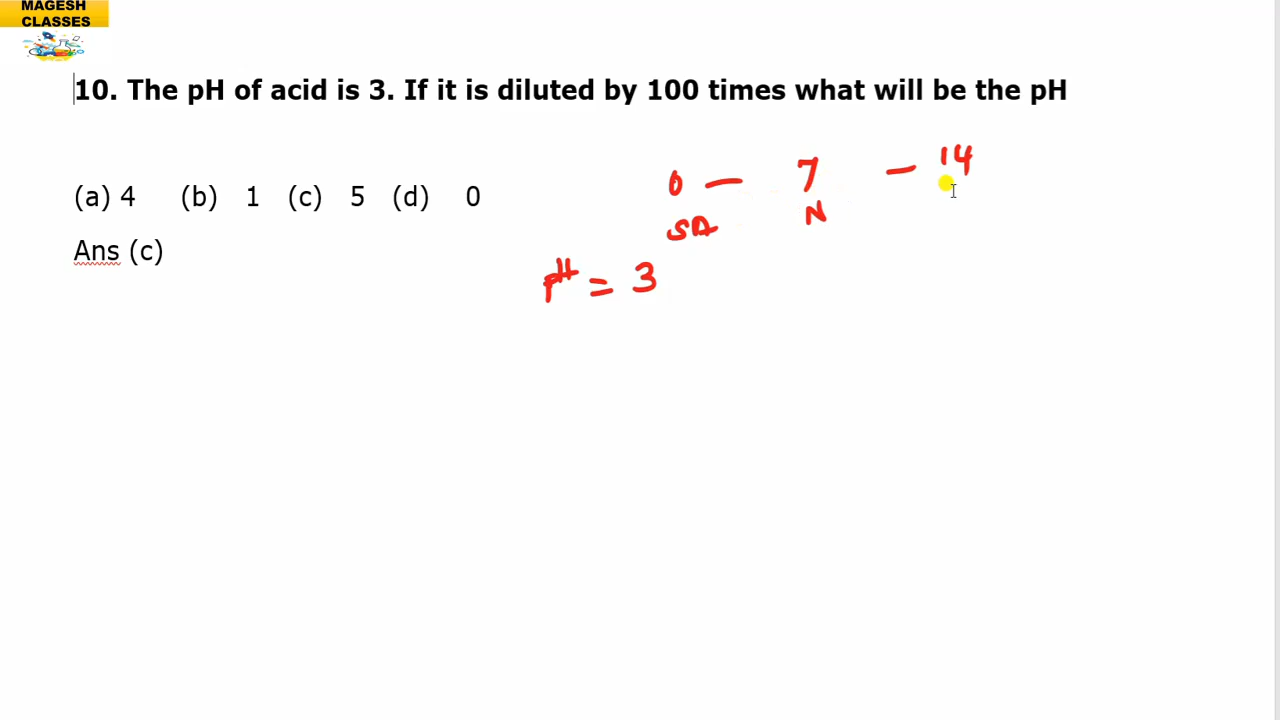 MAGESH
CLASSES
10. The pH of acid is 3. If it is diluted by 100 times what will be the pH
0 — 7 — 14
(a) 4 (b) 1 (c) 5 (d) 0
SA N
Ans (c)
pH = 3